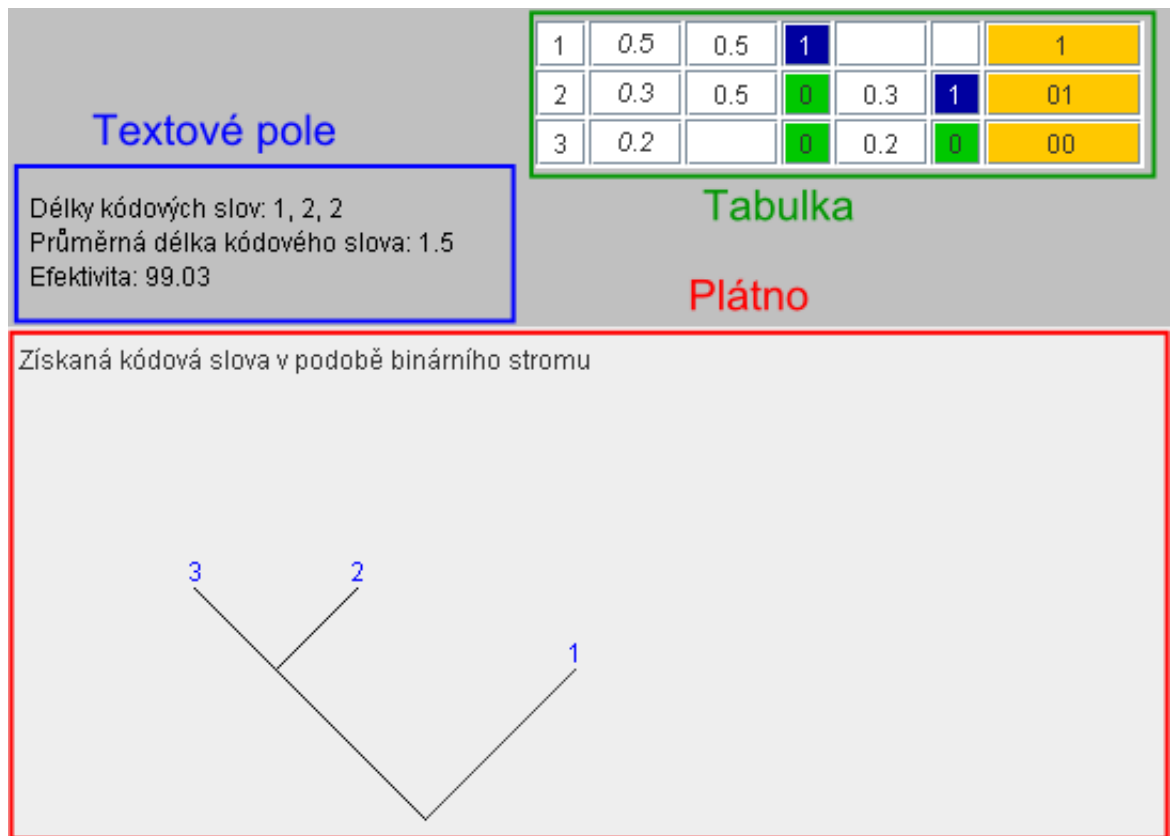 1 0.5 0.5 1 1
2 0.3 0.5 0 0.3 1 01
3 0.2 0 0.2 0 00
Textové pole
Délky kódových slov: 1, 2, 2
Průměrná délka kódového slova: 1.5
Efektivita: 99.03
Tabulka
Plátno
Získaná kódová slova v podobě binárního stromu
3 2
1